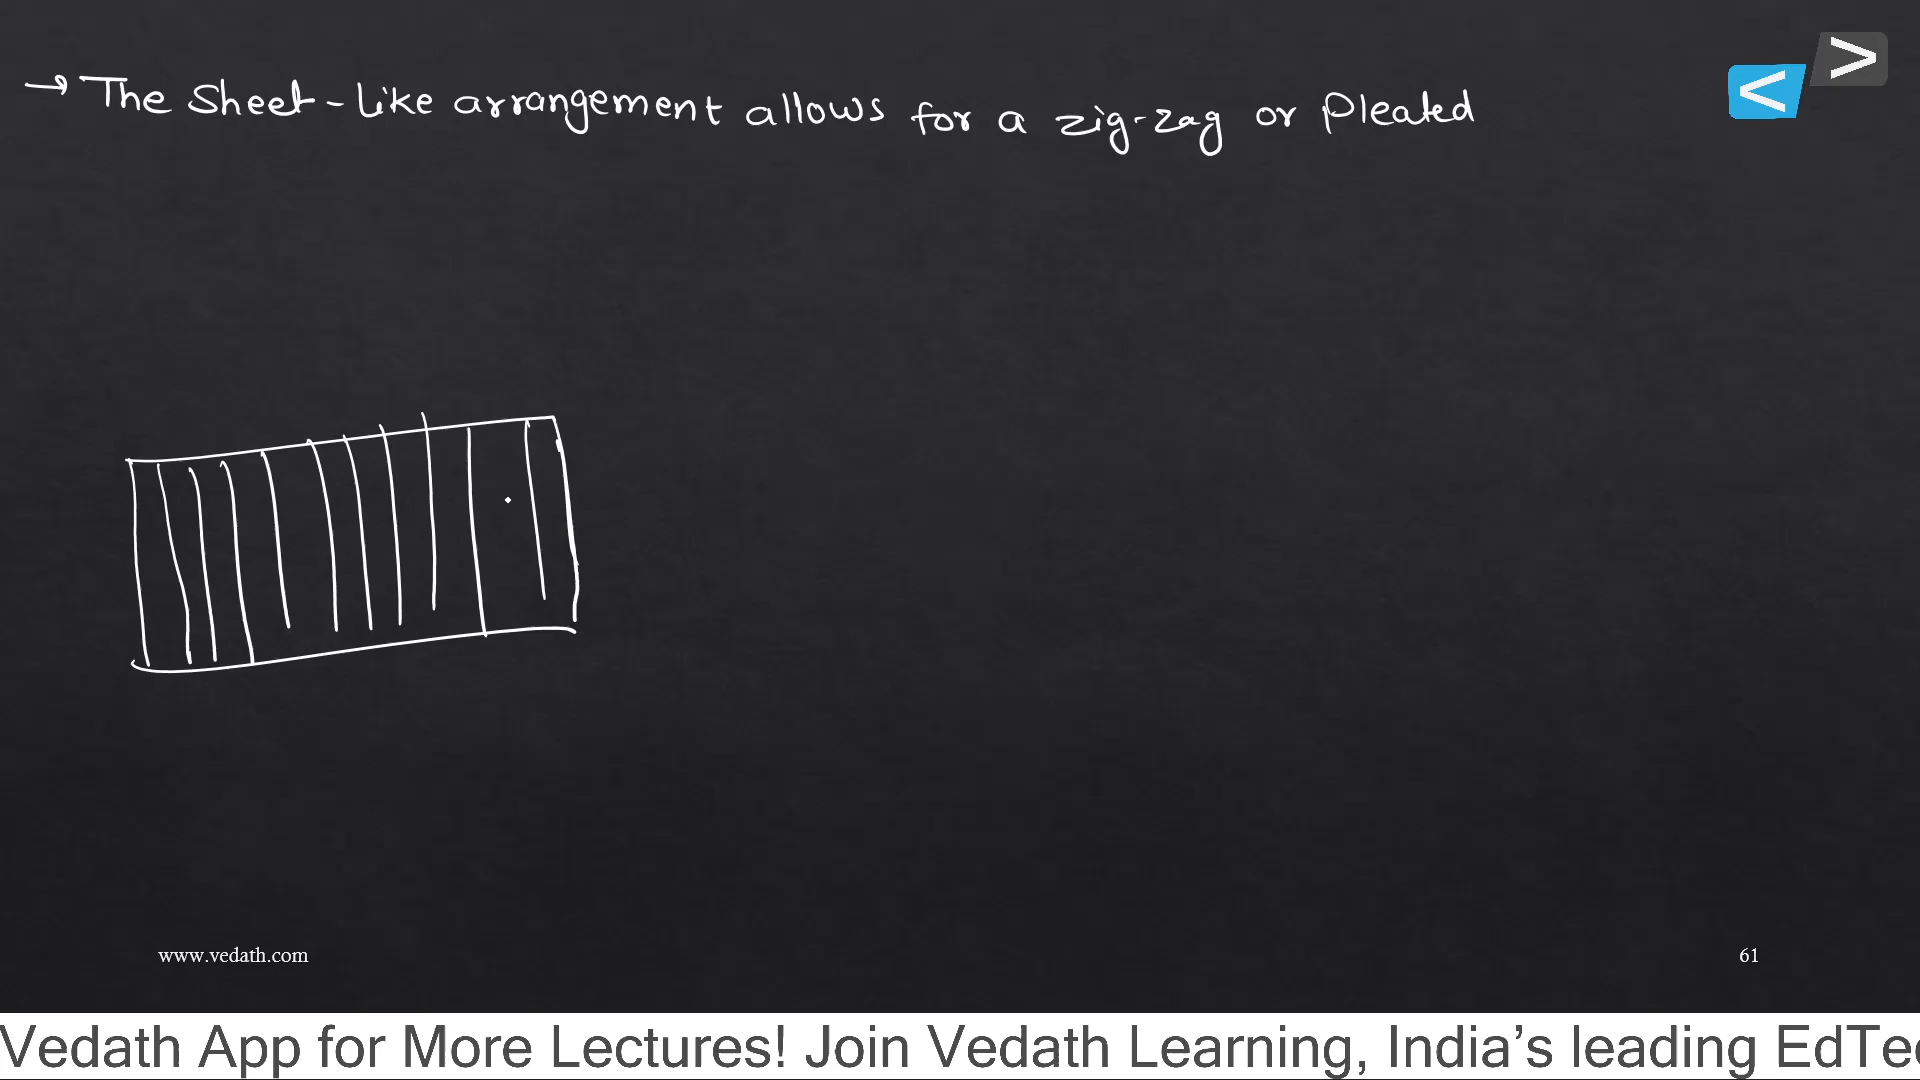 → The Sheet-like arrangement allows for a zig-zag or Pleated
www.vedath.com
61
Vedath App for More Lectures! Join Vedath Learning, India’s leading EdTec